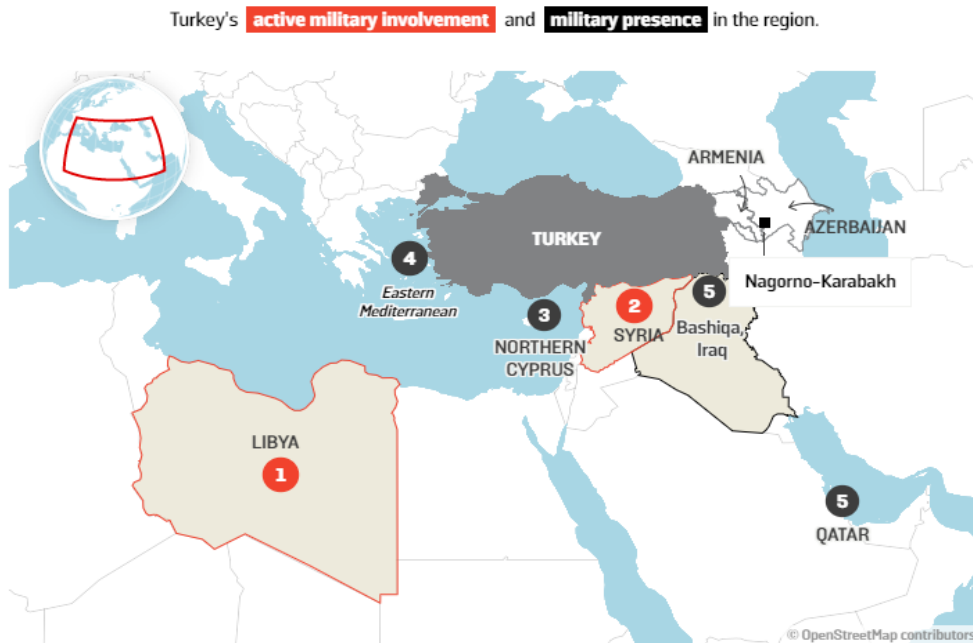 Turkey's active military involvement and military presence in the region.
ARMENIA
AZERBAIJAN
TURKEY
Nagorno-Karabakh
4
Eastern
Mediterranean
3
NORTHERN
CYPRUS
2
SYRIA
5
Bashiqa,
Iraq
LIBYA
1
5
QATAR
© OpenStreetMap contributors